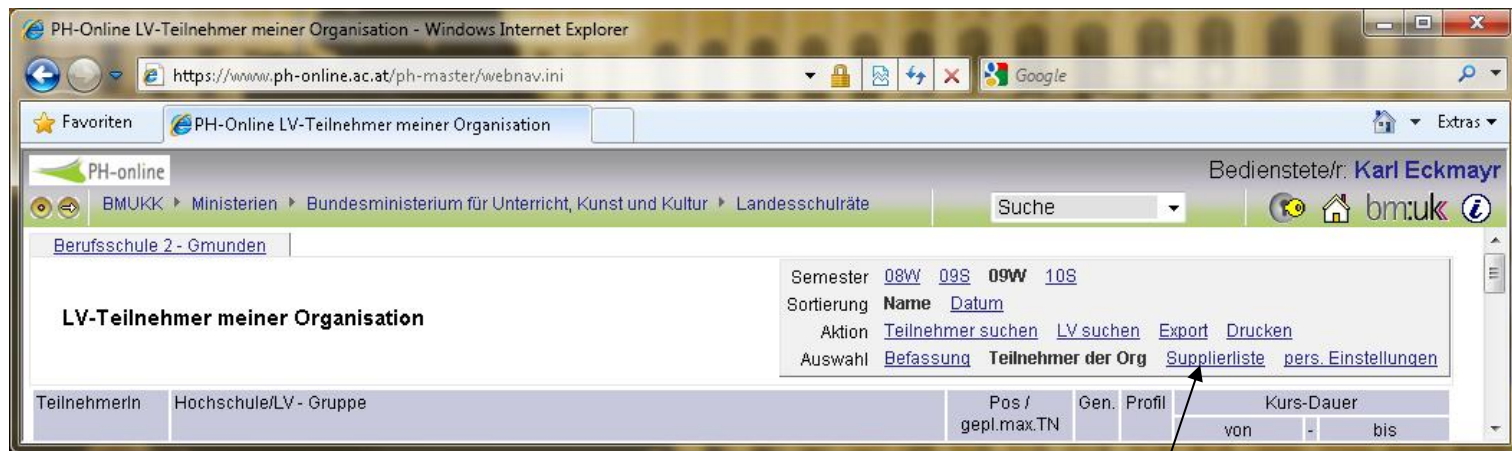 PH-Online LV-Teilnehmer meiner Organisation - Windows Internet Explorer
https://www.ph-online.ac.at/ph-master/webnav.ini
Google
Favoriten
PH-Online LV-Teilnehmer meiner Organisation
Extras
PH-online
Bedienstete/r: Karl Eckmayr
BMUKK Ministerien Bundesministerium für Unterricht, Kunst und Kultur Landesschulräte
Suche
bm:uk
Berufsschule 2 - Gmunden
LV-Teilnehmer meiner Organisation
Semester 08W 09S 09W 10S
Sortierung Name Datum
Aktion Teilnehmer suchen LV suchen Export Drucken
Auswahl Befassung Teilnehmer der Org Supplierliste pers. Einstellungen
TeilnehmerIn Hochschule/LV - Gruppe Pos / gepl.max.TN Gen. Profil Kurs-Dauer
von - bis